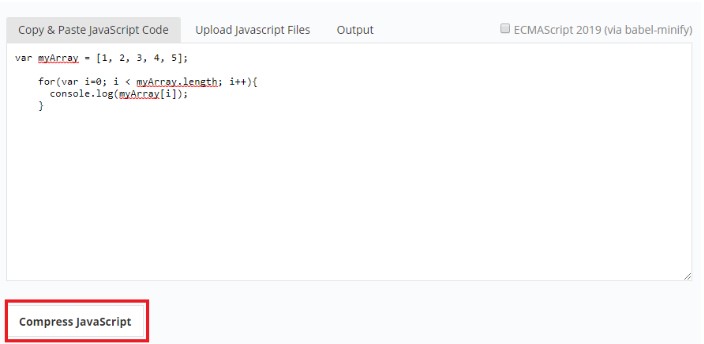 Copy & Paste JavaScript Code Upload Javascript Files Output ECMAScript 2019 (via babel-minify)
var myArray = [1, 2, 3, 4, 5];
for(var i=0; i < myArray.length; i++){
console.log(myArray[i]);
}
Compress JavaScript